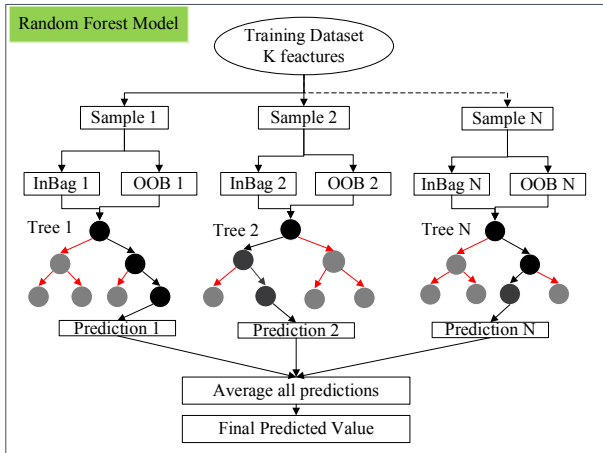 Random Forest Model
Training Dataset
K feactures
Sample 1
Sample 2
Sample N
InBag 1
OOB 1
InBag 2
OOB 2
InBag N
OOB N
Tree 1
Tree 2
Tree N
Prediction 1
Prediction 2
Prediction N
Average all predictions
Final Predicted Value